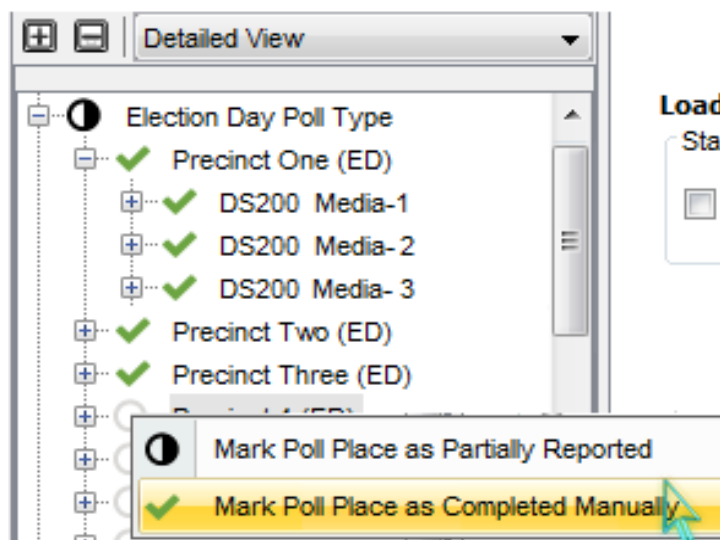 Detailed View
Election Day Poll Type
Precinct One (ED)
DS200 Media-1
DS200 Media-2
DS200 Media-3
Precinct Two (ED)
Precinct Three (ED)
Mark Poll Place as Partially Reported
Mark Poll Place as Completed Manually
Load
Sta